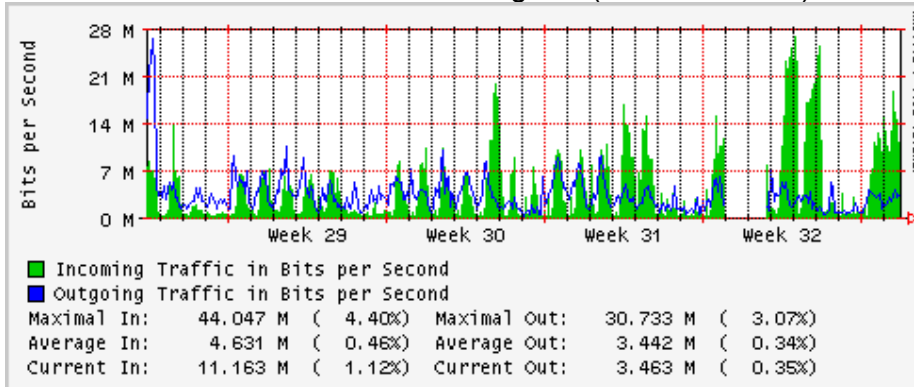 28 M
21 M
14 M
7 M
0 M
Bits per Second
Week 29 Week 30 Week 31 Week 32
Incoming Traffic in Bits per Second
Outgoing Traffic in Bits per Second
Maximal In: 44.047 M ( 4.40%) Maximal Out: 30.733 M ( 3.07%)
Average In: 4.631 M ( 0.46%) Average Out: 3.442 M ( 0.34%)
Current In: 11.163 M ( 1.12%) Current Out: 3.463 M ( 0.35%)